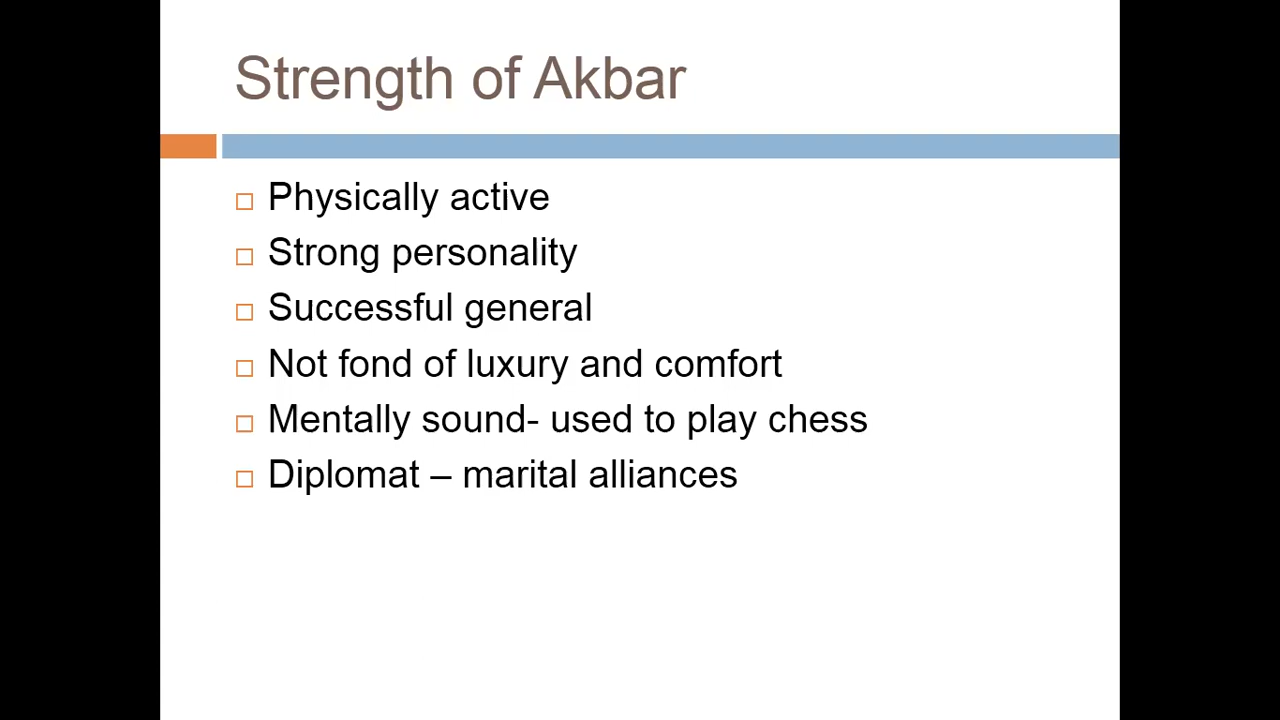 Strength of Akbar
Physically active
Strong personality
Successful general
Not fond of luxury and comfort
Mentally sound- used to play chess
Diplomat – marital alliances